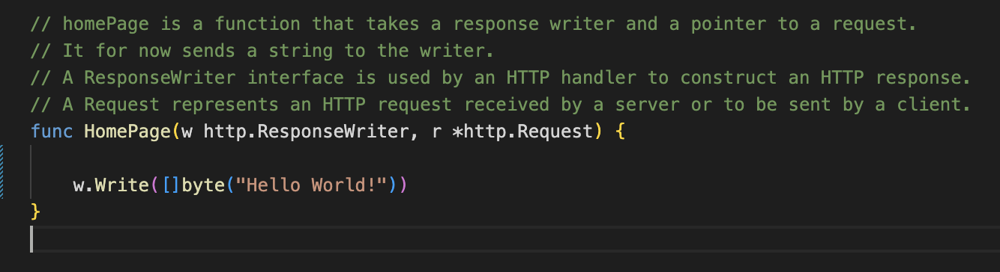 // homePage is a function that takes a response writer and a pointer to a request.
// It for now sends a string to the writer.
// A ResponseWriter interface is used by an HTTP handler to construct an HTTP response.
// A Request represents an HTTP request received by a server or to be sent by a client.
func HomePage(w http.ResponseWriter, r *http.Request) {
    w.Write([]byte("Hello World!"))
}